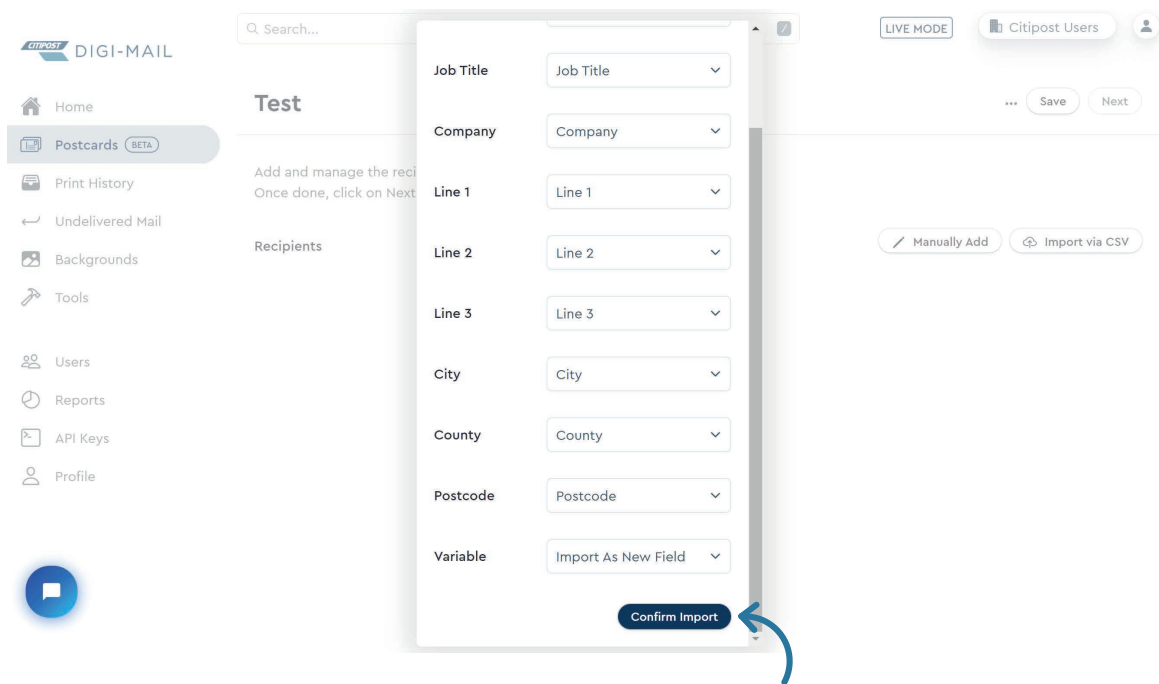 Search...
/
LIVE MODE
Citipost Users
CITIPOST DIGI-MAIL
Home
Postcards BETA
Print History
Undelivered Mail
Backgrounds
Tools
Users
Reports
API Keys
Profile
Test
... Save Next
Add and manage the reci
Once done, click on Next
Recipients
Manually Add
Import via CSV
Job Title Job Title
Company Company
Line 1 Line 1
Line 2 Line 2
Line 3 Line 3
City City
County County
Postcode Postcode
Variable Import As New Field
Confirm Import